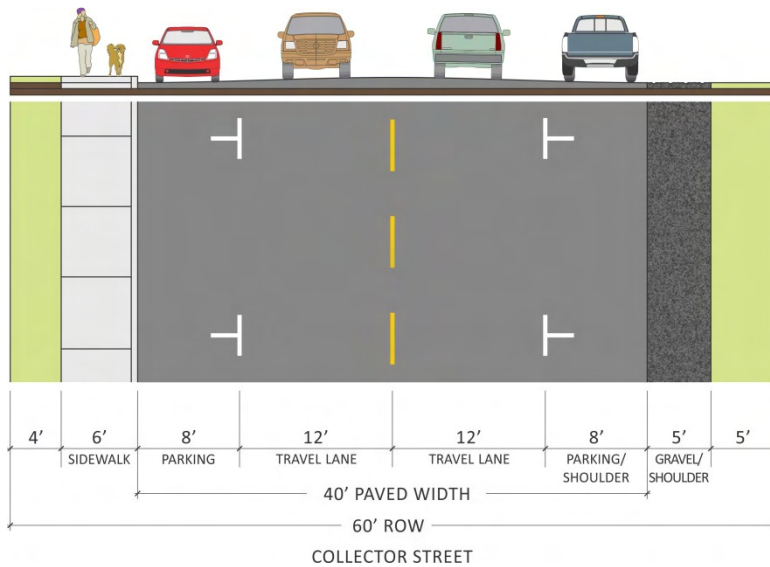 4’ 6’ 8’ 12’ 12’ 8’ 5’ 5’
SIDEWALK PARKING TRAVEL LANE TRAVEL LANE PARKING/ GRAVEL/
SHOULDER SHOULDER
40’ PAVED WIDTH
60’ ROW
COLLECTOR STREET